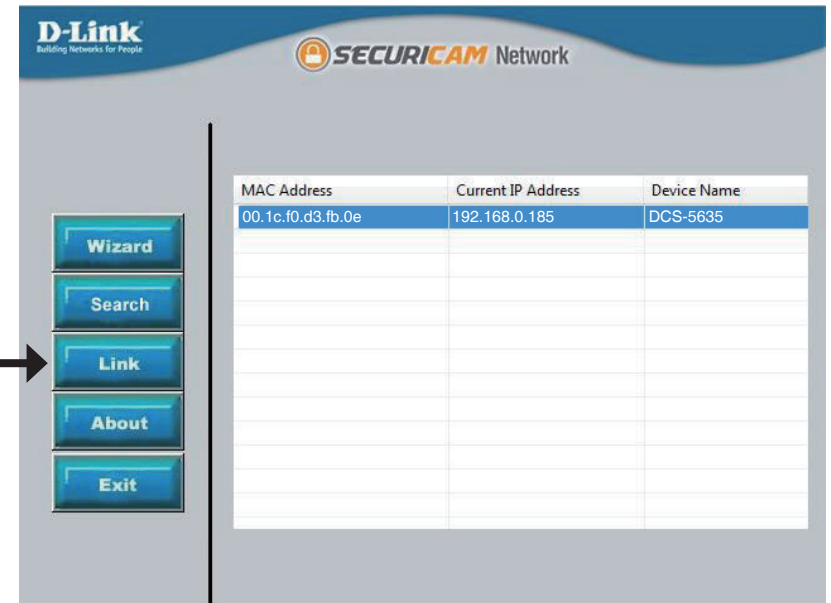 D-Link
Building Networks for People
SECURICAM Network
MAC Address Current IP Address Device Name
00.1c.f0.d3.fb.0e 192.168.0.185 DCS-5635
Wizard
Search
Link
About
Exit